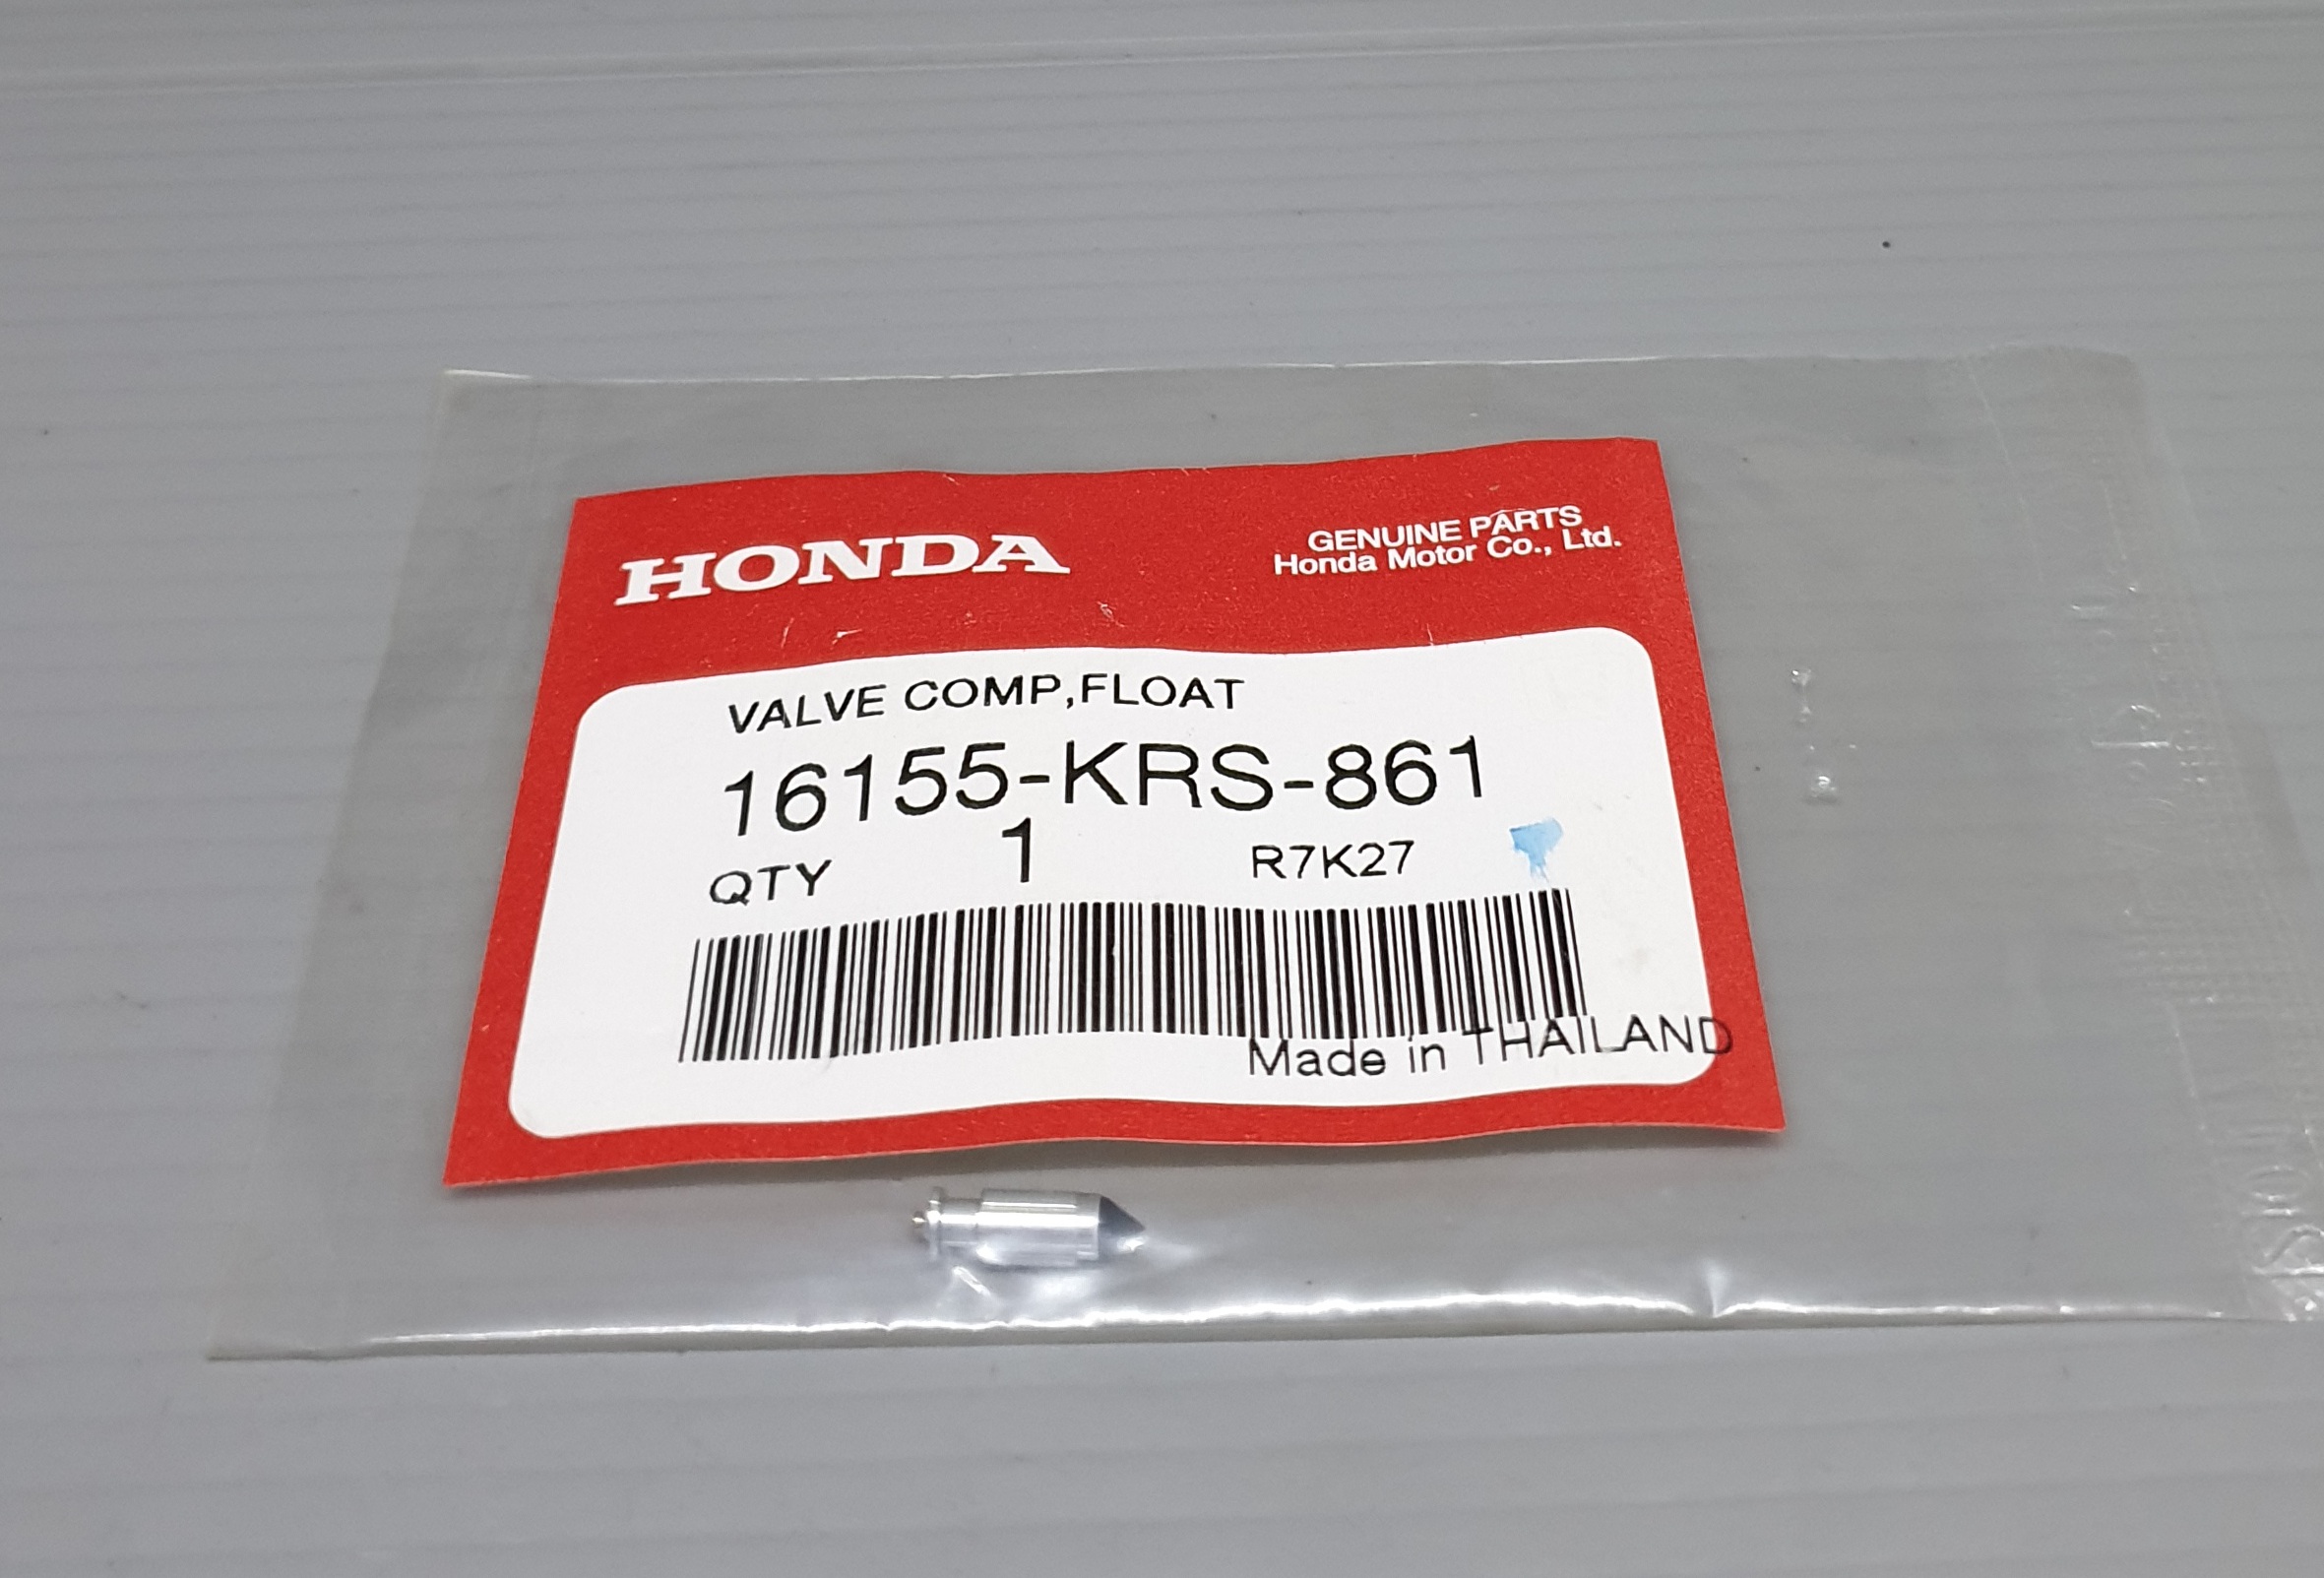 HONDA
GENUINE PARTS
Honda Motor Co., Ltd.
VALVE COMP,FLOAT
16155-KRS-861
QTY 1 R7K27
Made in THAILAND